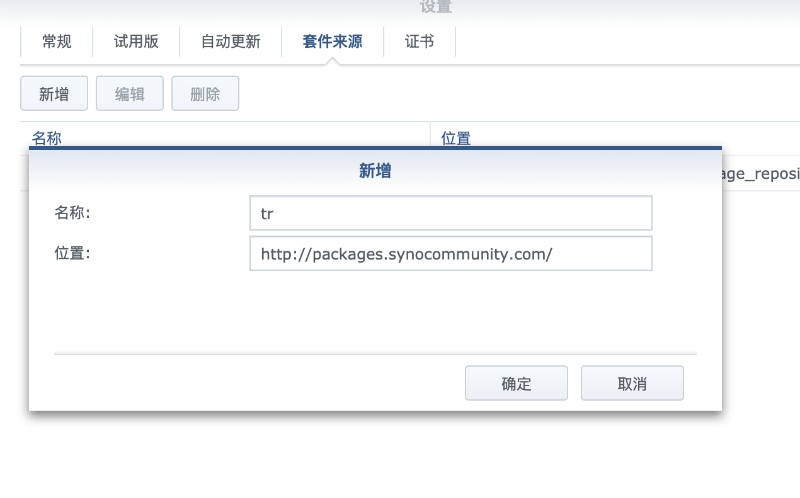 设置
常规 试用版 自动更新 套件来源 证书
新增 编辑 删除
名称 位置
新增
age_reposi
名称: tr
位置: http://packages.synocommunity.com/
确定 取消